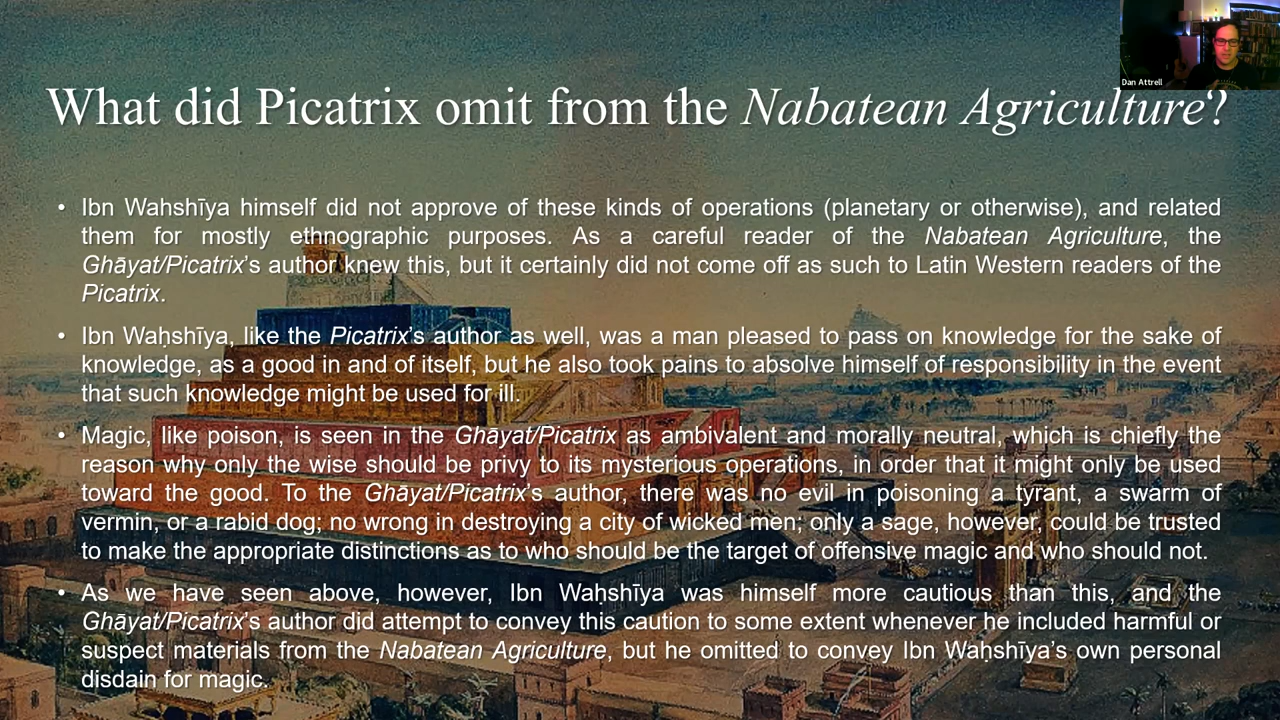 Dan Attrell
What did Picatrix omit from the Nabatean Agriculture?
• Ibn Wahshīya himself did not approve of these kinds of operations (planetary or otherwise), and related
them for mostly ethnographic purposes. As a careful reader of the Nabatean Agriculture, the
Ghāyat/Picatrix's author knew this, but it certainly did not come off as such to Latin Western readers of the
Picatrix.
• Ibn Waḥshīya, like the Picatrix's author as well, was a man pleased to pass on knowledge for the sake of
knowledge, as a good in and of itself, but he also took pains to absolve himself of responsibility in the event
that such knowledge might be used for ill.
• Magic, like poison, is seen in the Ghāyat/Picatrix as ambivalent and morally neutral, which is chiefly the
reason why only the wise should be privy to its mysterious operations, in order that it might only be used
toward the good. To the Ghāyat/Picatrix's author, there was no evil in poisoning a tyrant, a swarm of
vermin, or a rabid dog; no wrong in destroying a city of wicked men; only a sage, however, could be trusted
to make the appropriate distinctions as to who should be the target of offensive magic and who should not.
• As we have seen above, however, Ibn Waḥshīya was himself more cautious than this, and the
Ghāyat/Picatrix's author did attempt to convey this caution to some extent whenever he included harmful or
suspect materials from the Nabatean Agriculture, but he omitted to convey Ibn Waḥshīya's own personal
disdain for magic.